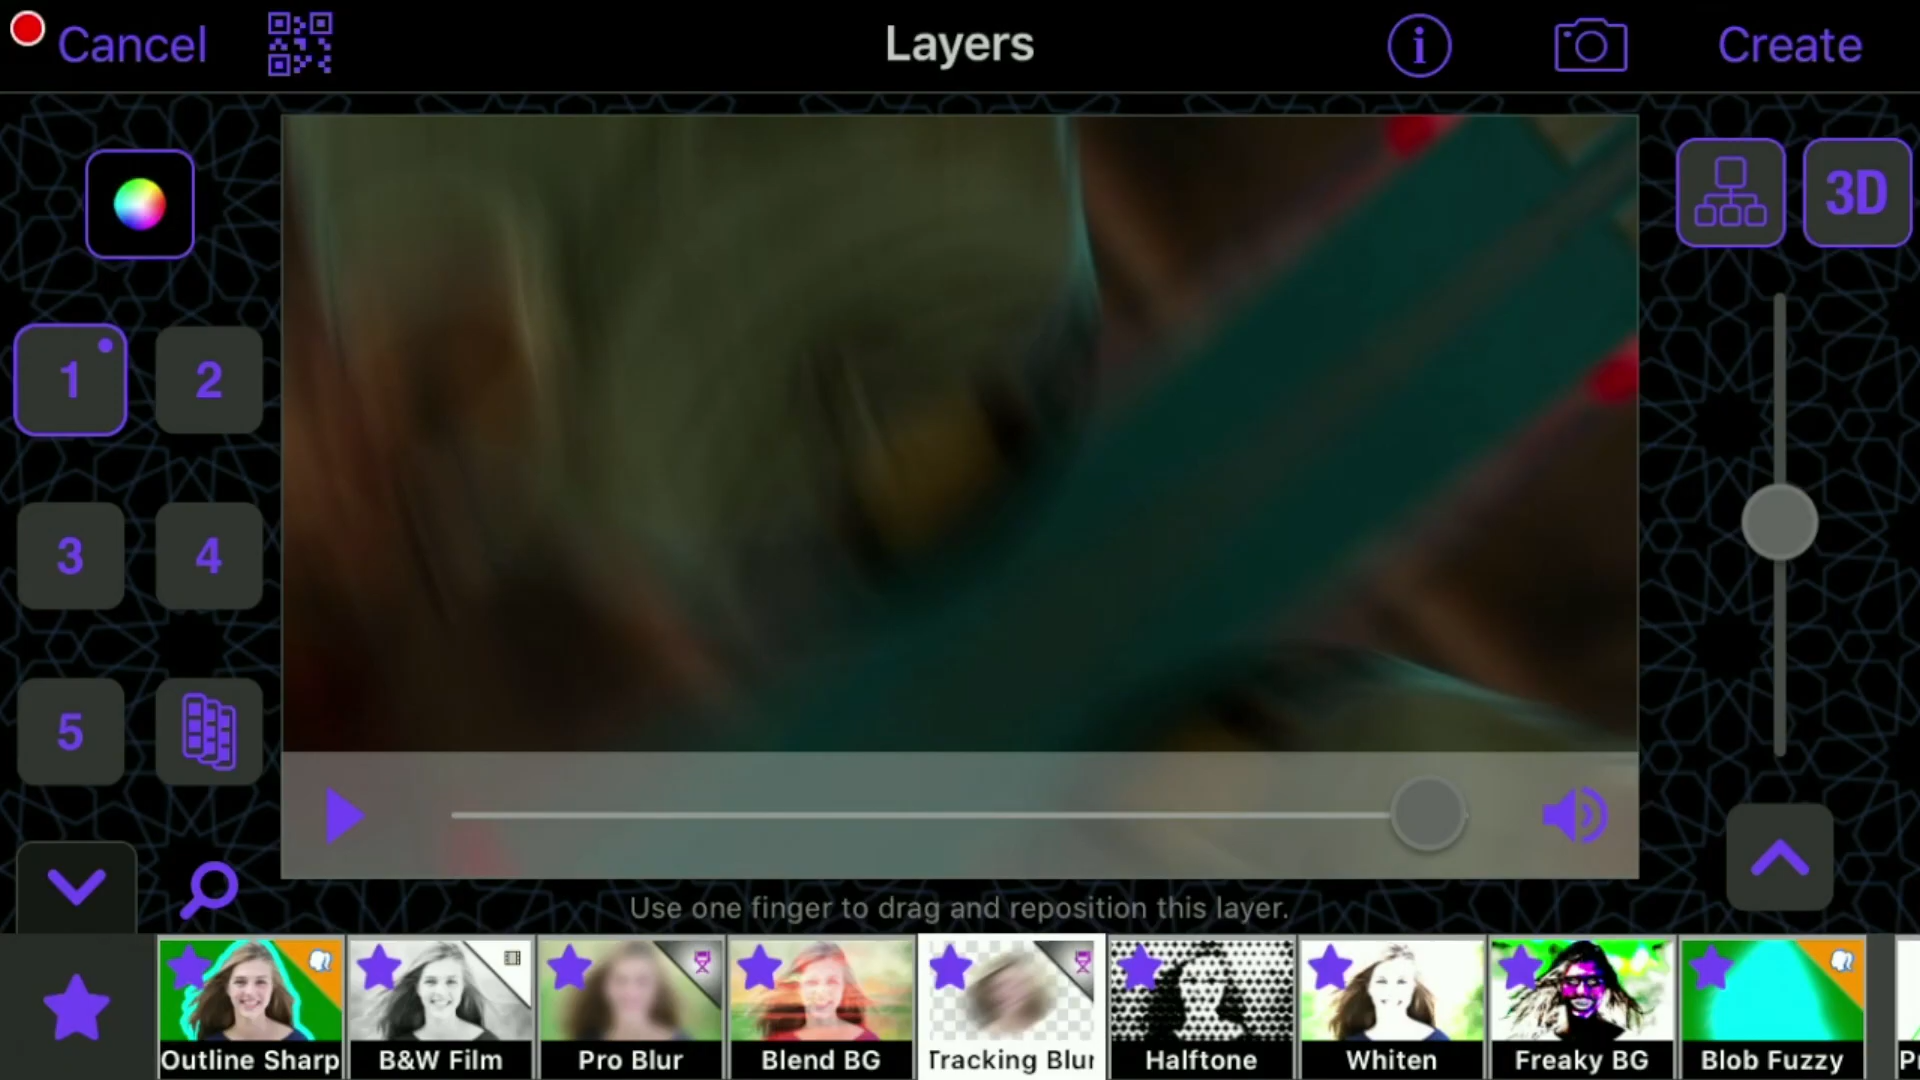 Cancel
Layers
Create
3D
1
2
3
4
5
Use one finger to drag and reposition this layer.
Outline Sharp
B&W Film
Pro Blur
Blend BG
Tracking Blur
Halftone
Whiten
Freaky BG
Blob Fuzzy